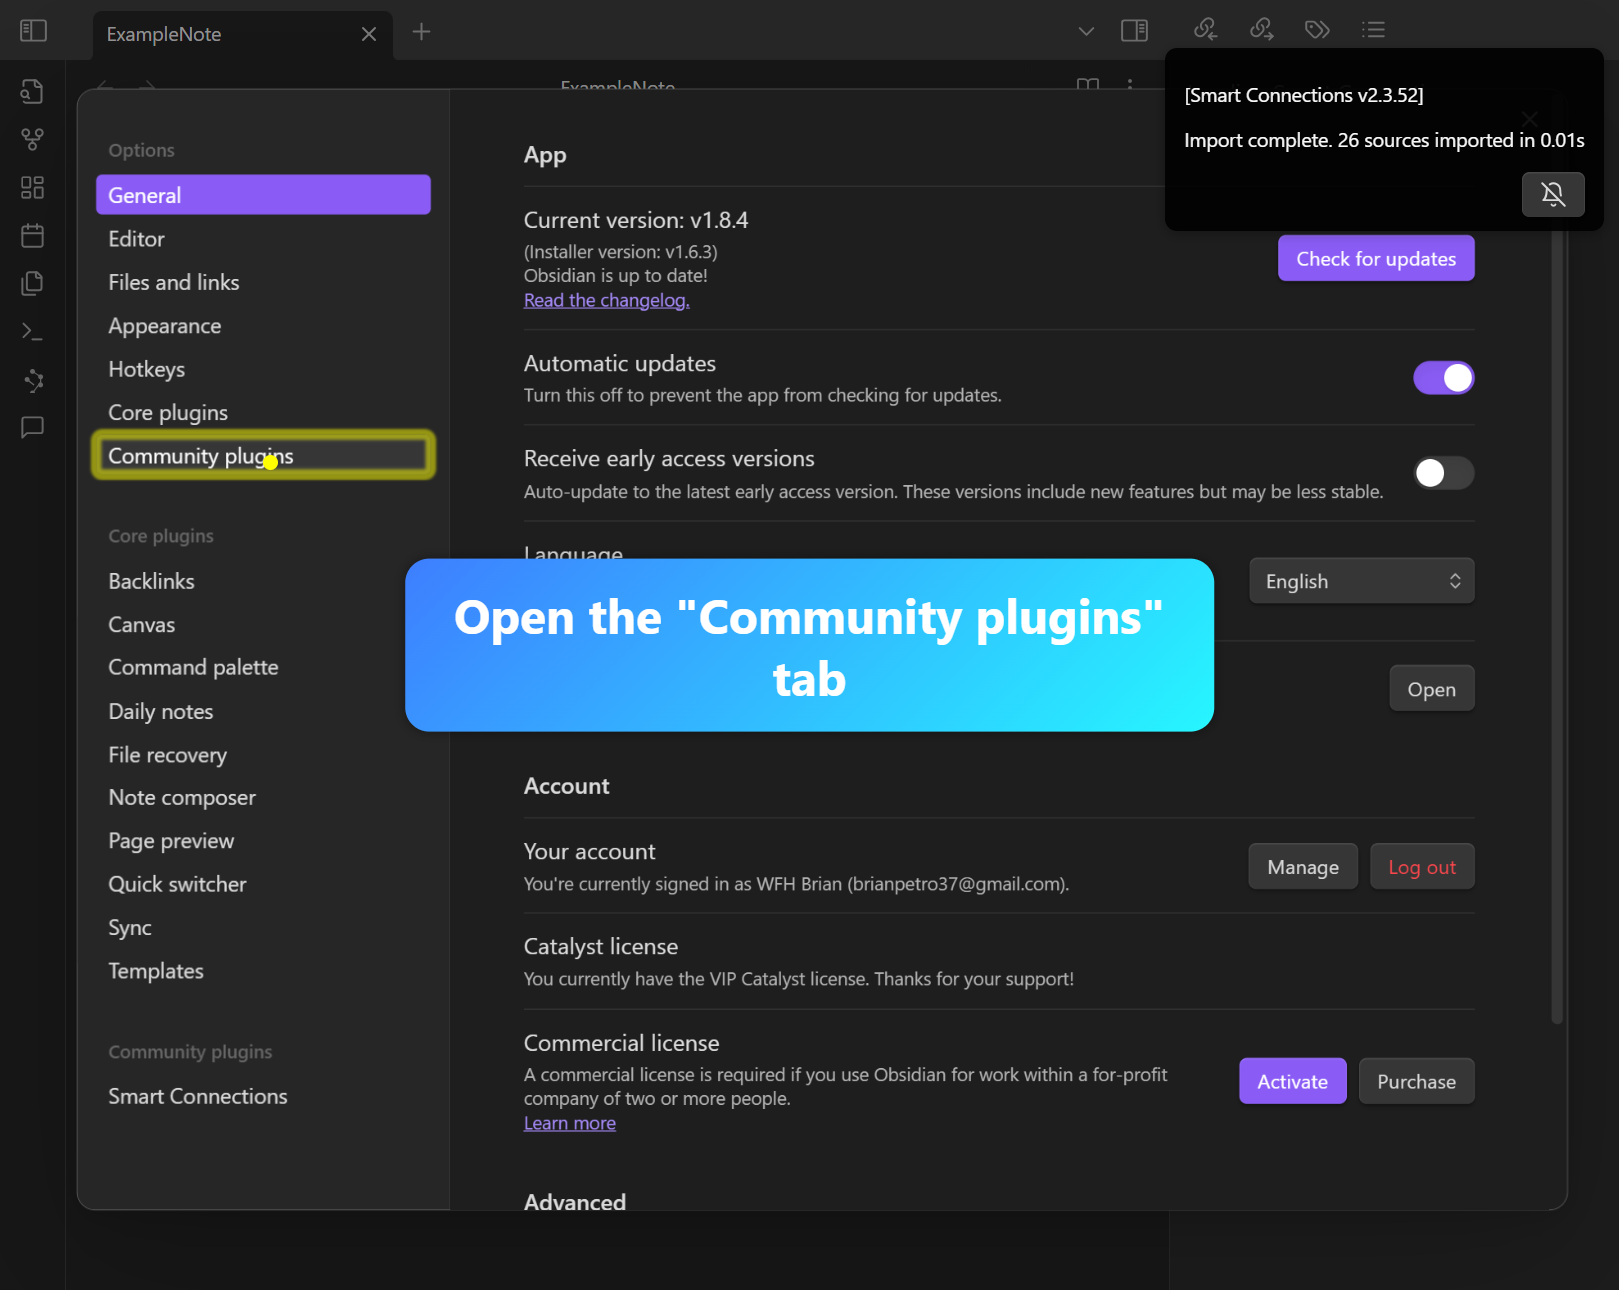 ExampleNote
ExampleNote
[Smart Connections v2.3.52]
Import complete. 26 sources imported in 0.01s
Options
General
Editor
Files and links
Appearance
Hotkeys
Core plugins
Community plugins
Core plugins
Backlinks
Canvas
Command palette
Daily notes
File recovery
Note composer
Page preview
Quick switcher
Sync
Templates
Community plugins
Smart Connections
App
Current version: v1.8.4
(Installer version: v1.6.3)
Obsidian is up to date!
Read the changelog.
Check for updates
Automatic updates
Turn this off to prevent the app from checking for updates.
Receive early access versions
Auto-update to the latest early access version. These versions include new features but may be less stable.
Language
English
Open the "Community plugins"
tab
Open
Account
Your account
You're currently signed in as WFH Brian (brianpetro37@gmail.com).
Manage
Log out
Catalyst license
You currently have the VIP Catalyst license. Thanks for your support!
Commercial license
A commercial license is required if you use Obsidian for work within a for-profit
company of two or more people.
Learn more
Activate
Purchase
Advanced